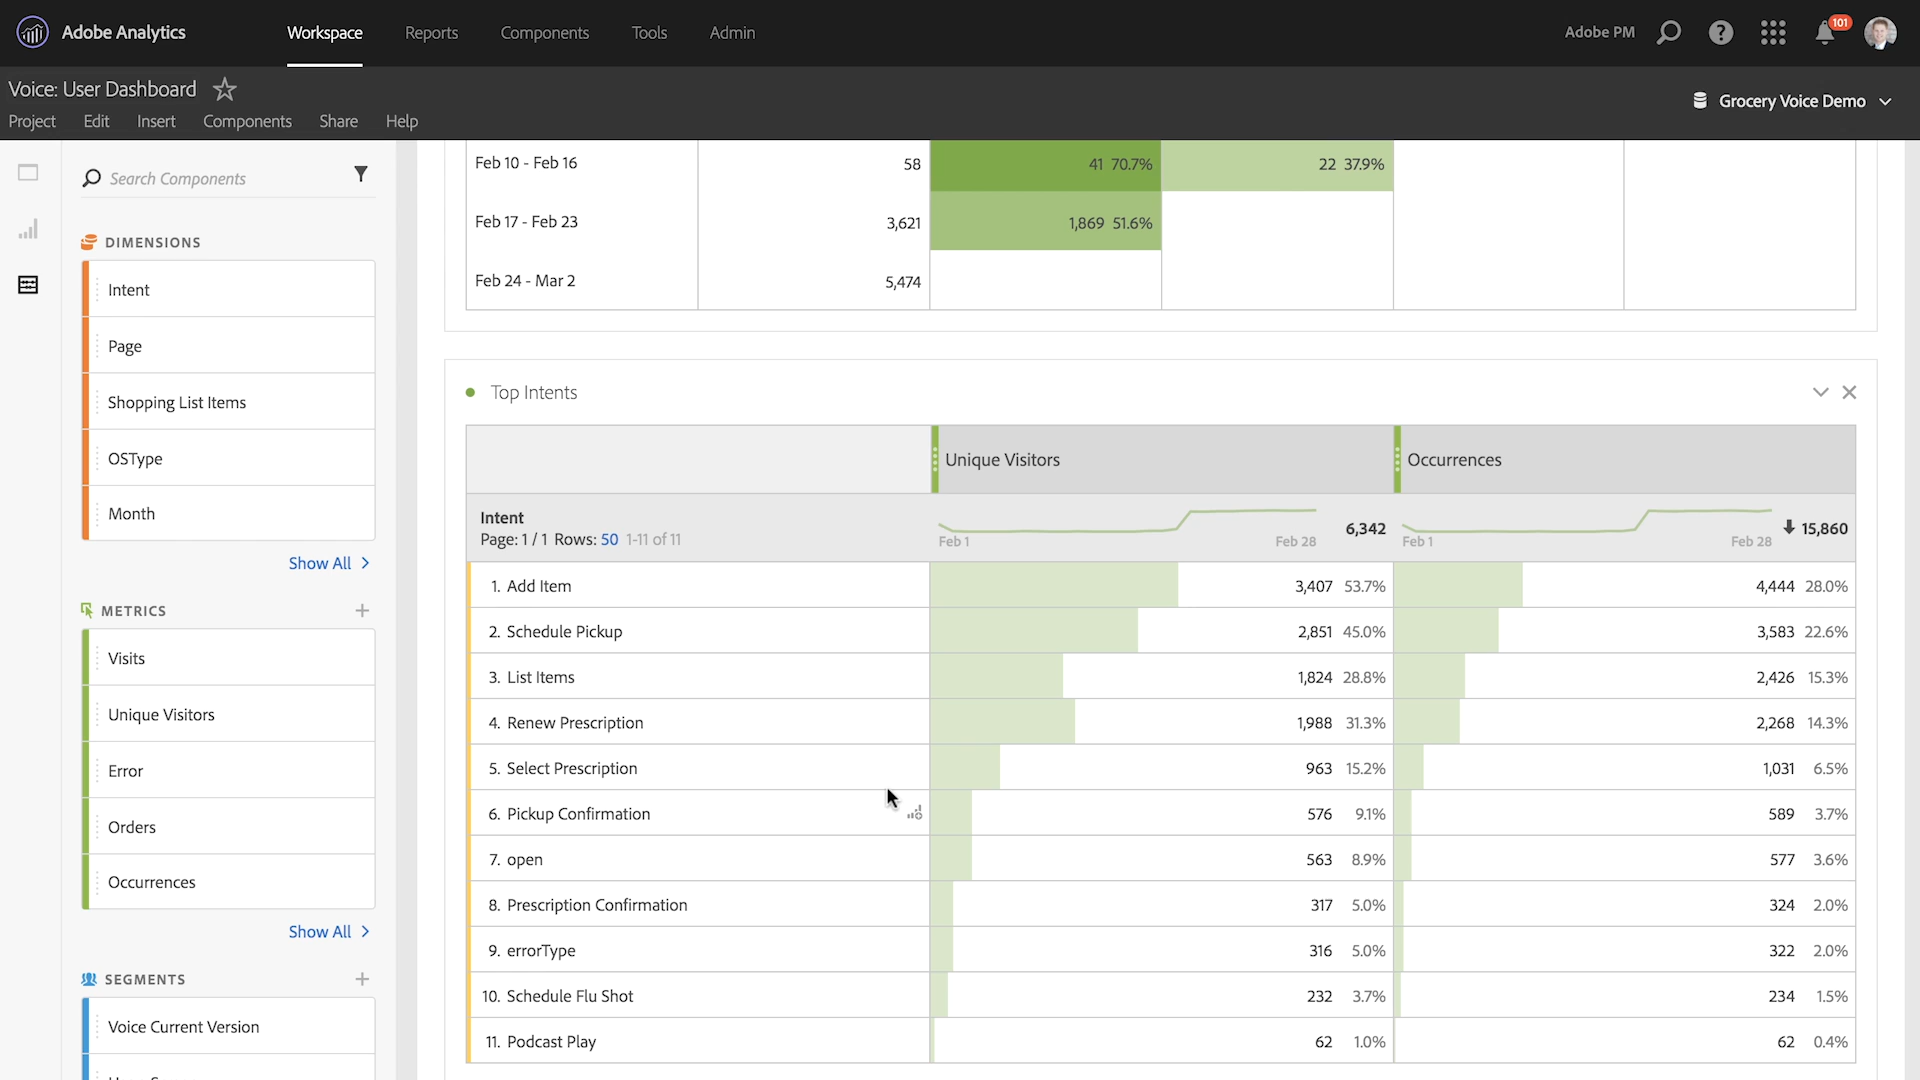 Adobe Analytics
Workspace
Reports
Components
Tools
Admin
Adobe PM
101
Voice: User Dashboard
Grocery Voice Demo
Project Edit Insert Components Share Help
Search Components
DIMENSIONS
Intent
Page
Shopping List Items
OSType
Month
Show All
METRICS
Visits
Unique Visitors
Error
Orders
Occurrences
Show All
SEGMENTS
Voice Current Version
Feb 10 - Feb 16 58 41 70.7% 22 37.9%
Feb 17 - Feb 23 3,621 1,869 51.6%
Feb 24 - Mar 2 5,474
Top Intents
Unique Visitors Occurrences
Intent
Page: 1 / 1 Rows: 50 1-11 of 11
Feb 1 Feb 28 6,342
Feb 1 Feb 28 15,860
1. Add Item 3,407 53.7% 4,444 28.0%
2. Schedule Pickup 2,851 45.0% 3,583 22.6%
3. List Items 1,824 28.8% 2,426 15.3%
4. Renew Prescription 1,988 31.3% 2,268 14.3%
5. Select Prescription 963 15.2% 1,031 6.5%
6. Pickup Confirmation 576 9.1% 589 3.7%
7. open 563 8.9% 577 3.6%
8. Prescription Confirmation 317 5.0% 324 2.0%
9. errorType 316 5.0% 322 2.0%
10. Schedule Flu Shot 232 3.7% 234 1.5%
11. Podcast Play 62 1.0% 62 0.4%